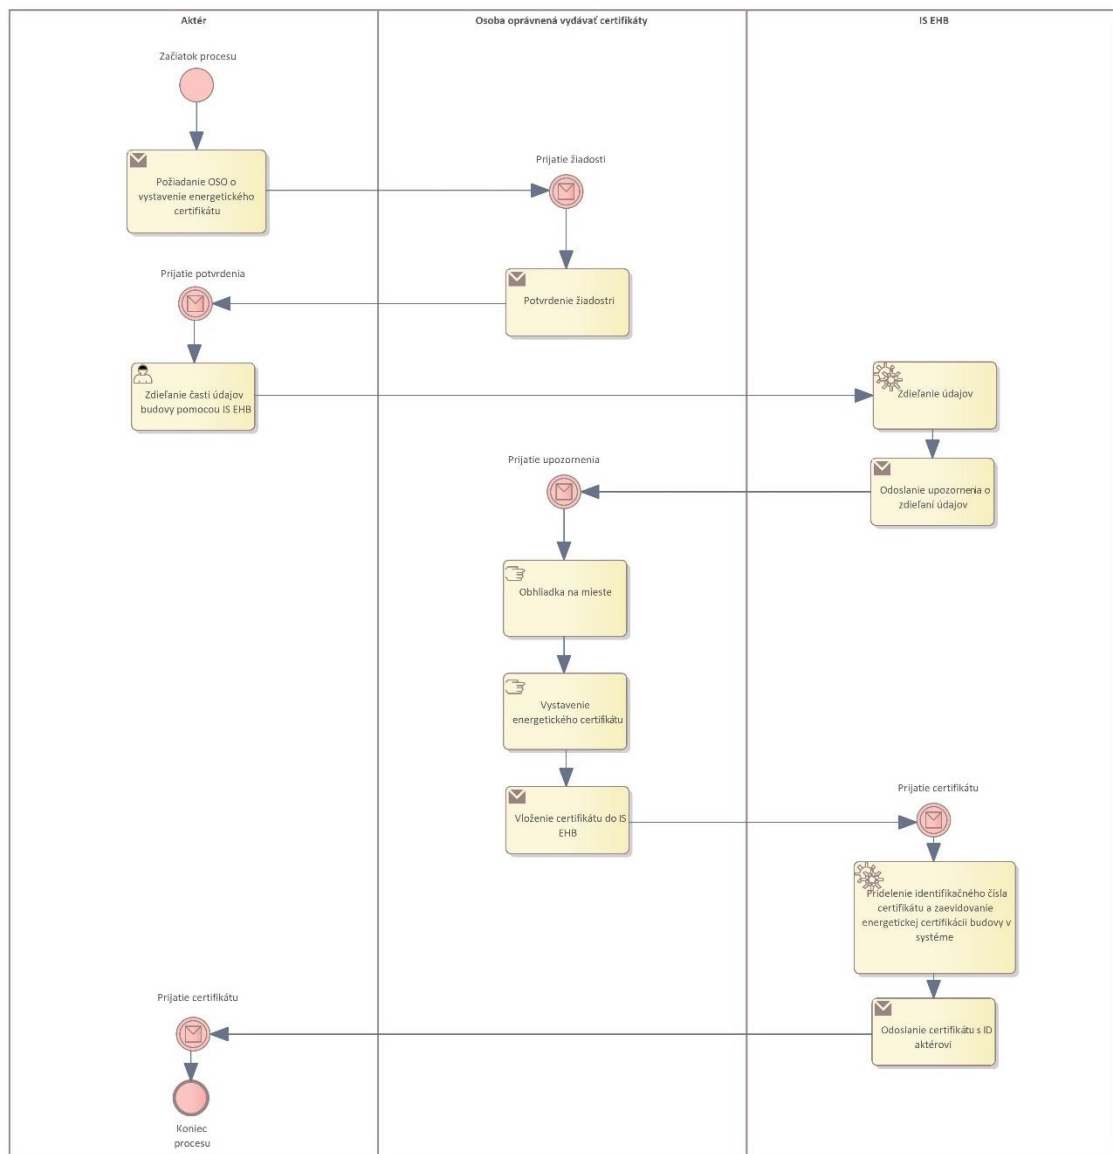 Aktér
Osoba oprávnená vydávať certifikáty
IS EHB
Začiatok procesu
Požiadanie OSO o
vystavenie energetického
certifikátu
Prijatie žiadosti
Potvrdenie žiadostri
Prijatie potvrdenia
Zdieľanie časti údajov
budovy pomocou IS EHB
Zdieľanie údajov
Odoslanie upozornenia o
zdieľaní údajov
Prijatie upozornenia
Obhliadka na mieste
Vystavenie
energetického certifikátu
Vloženie certifikátu do IS
EHB
Prijatie certifikátu
Pridelenie identifikačného čísla
certifikátu a zaevidovanie
energetickej certifikácii budovy v
systéme
Odoslanie certifikátu s ID
aktérovi
Prijatie certifikátu
Koniec
procesu